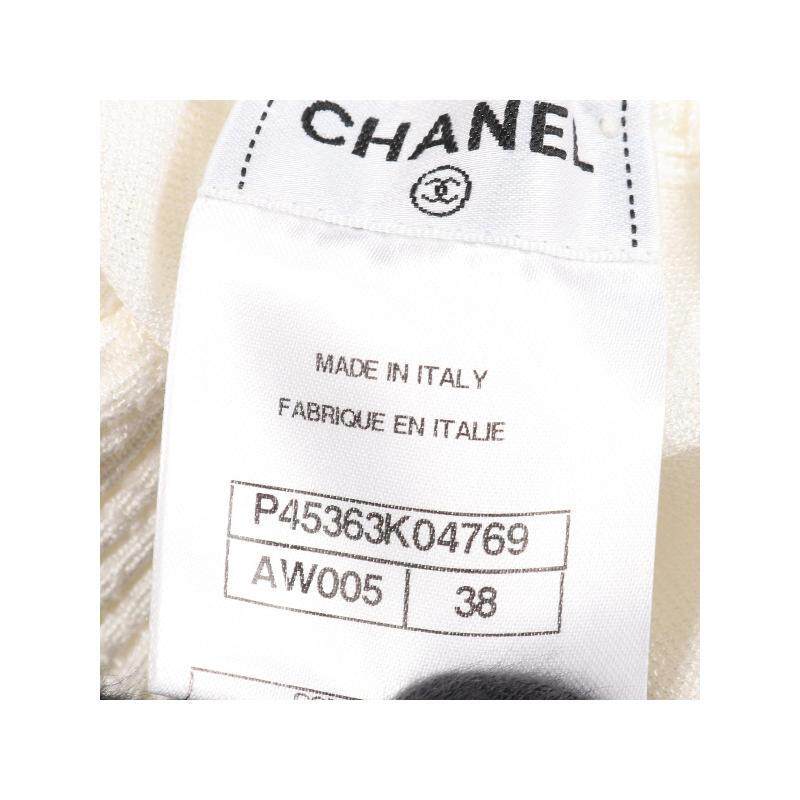 CHANEL
MADE IN ITALY
FABRIQUE EN ITALIE
P45363K04769
AW005 38